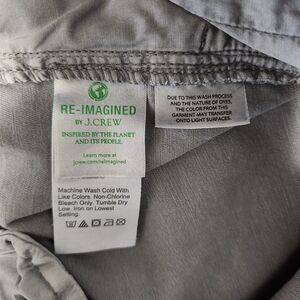 RE-IMAGINED
BY J.CREW
INSPIRED BY THE PLANET
AND ITS PEOPLE.
Learn more at
jcrew.com/reimagined
Machine Wash Cold With
Like Colors. Non-Chlorine
Bleach Only. Tumble Dry
Low. Iron on Lowest
Setting.
DUE TO THIS WASH PROCESS
AND THE NATURE OF DYES,
THE COLOR FROM THIS
GARMENT MAY TRANSFER
ONTO LIGHT SURFACES.